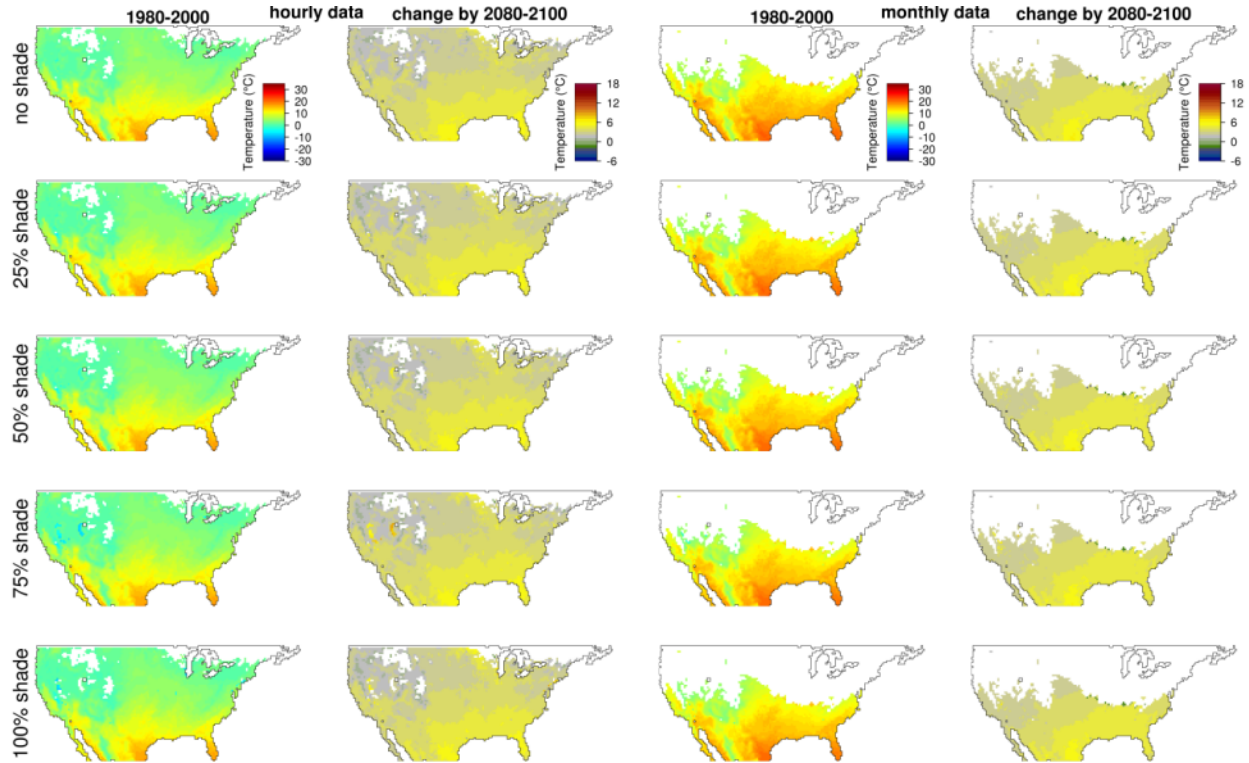 hourly data
monthly data
1980-2000
change by 2080-2100
1980-2000
change by 2080-2100
no shade
Temperature (°C)
30
20
10
0
-10
-20
-30
Temperature (°C)
18
12
6
0
-6
Temperature (°C)
30
20
10
0
-10
-20
-30
Temperature (°C)
18
12
6
0
-6
25% shade
50% shade
75% shade
100% shade